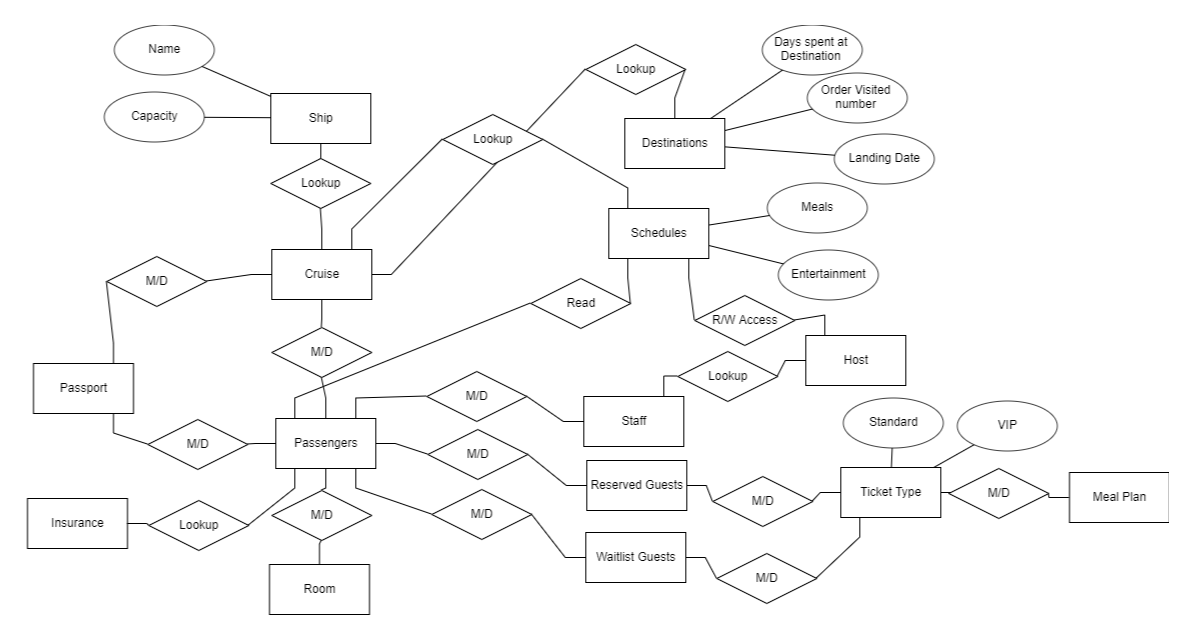 Name
Capacity
Ship
Lookup
Lookup
Lookup
Days spent at
Destination
Order Visited
number
Destinations
Landing Date
Meals
Schedules
Entertainment
Cruise
M/D
Read
R/W Access
Host
M/D
Lookup
Passport
M/D
Staff
Standard
VIP
M/D
Passengers
M/D
Reserved Guests
M/D
Ticket Type
M/D
Meal Plan
Insurance
Lookup
M/D
M/D
Waitlist Guests
M/D
Room